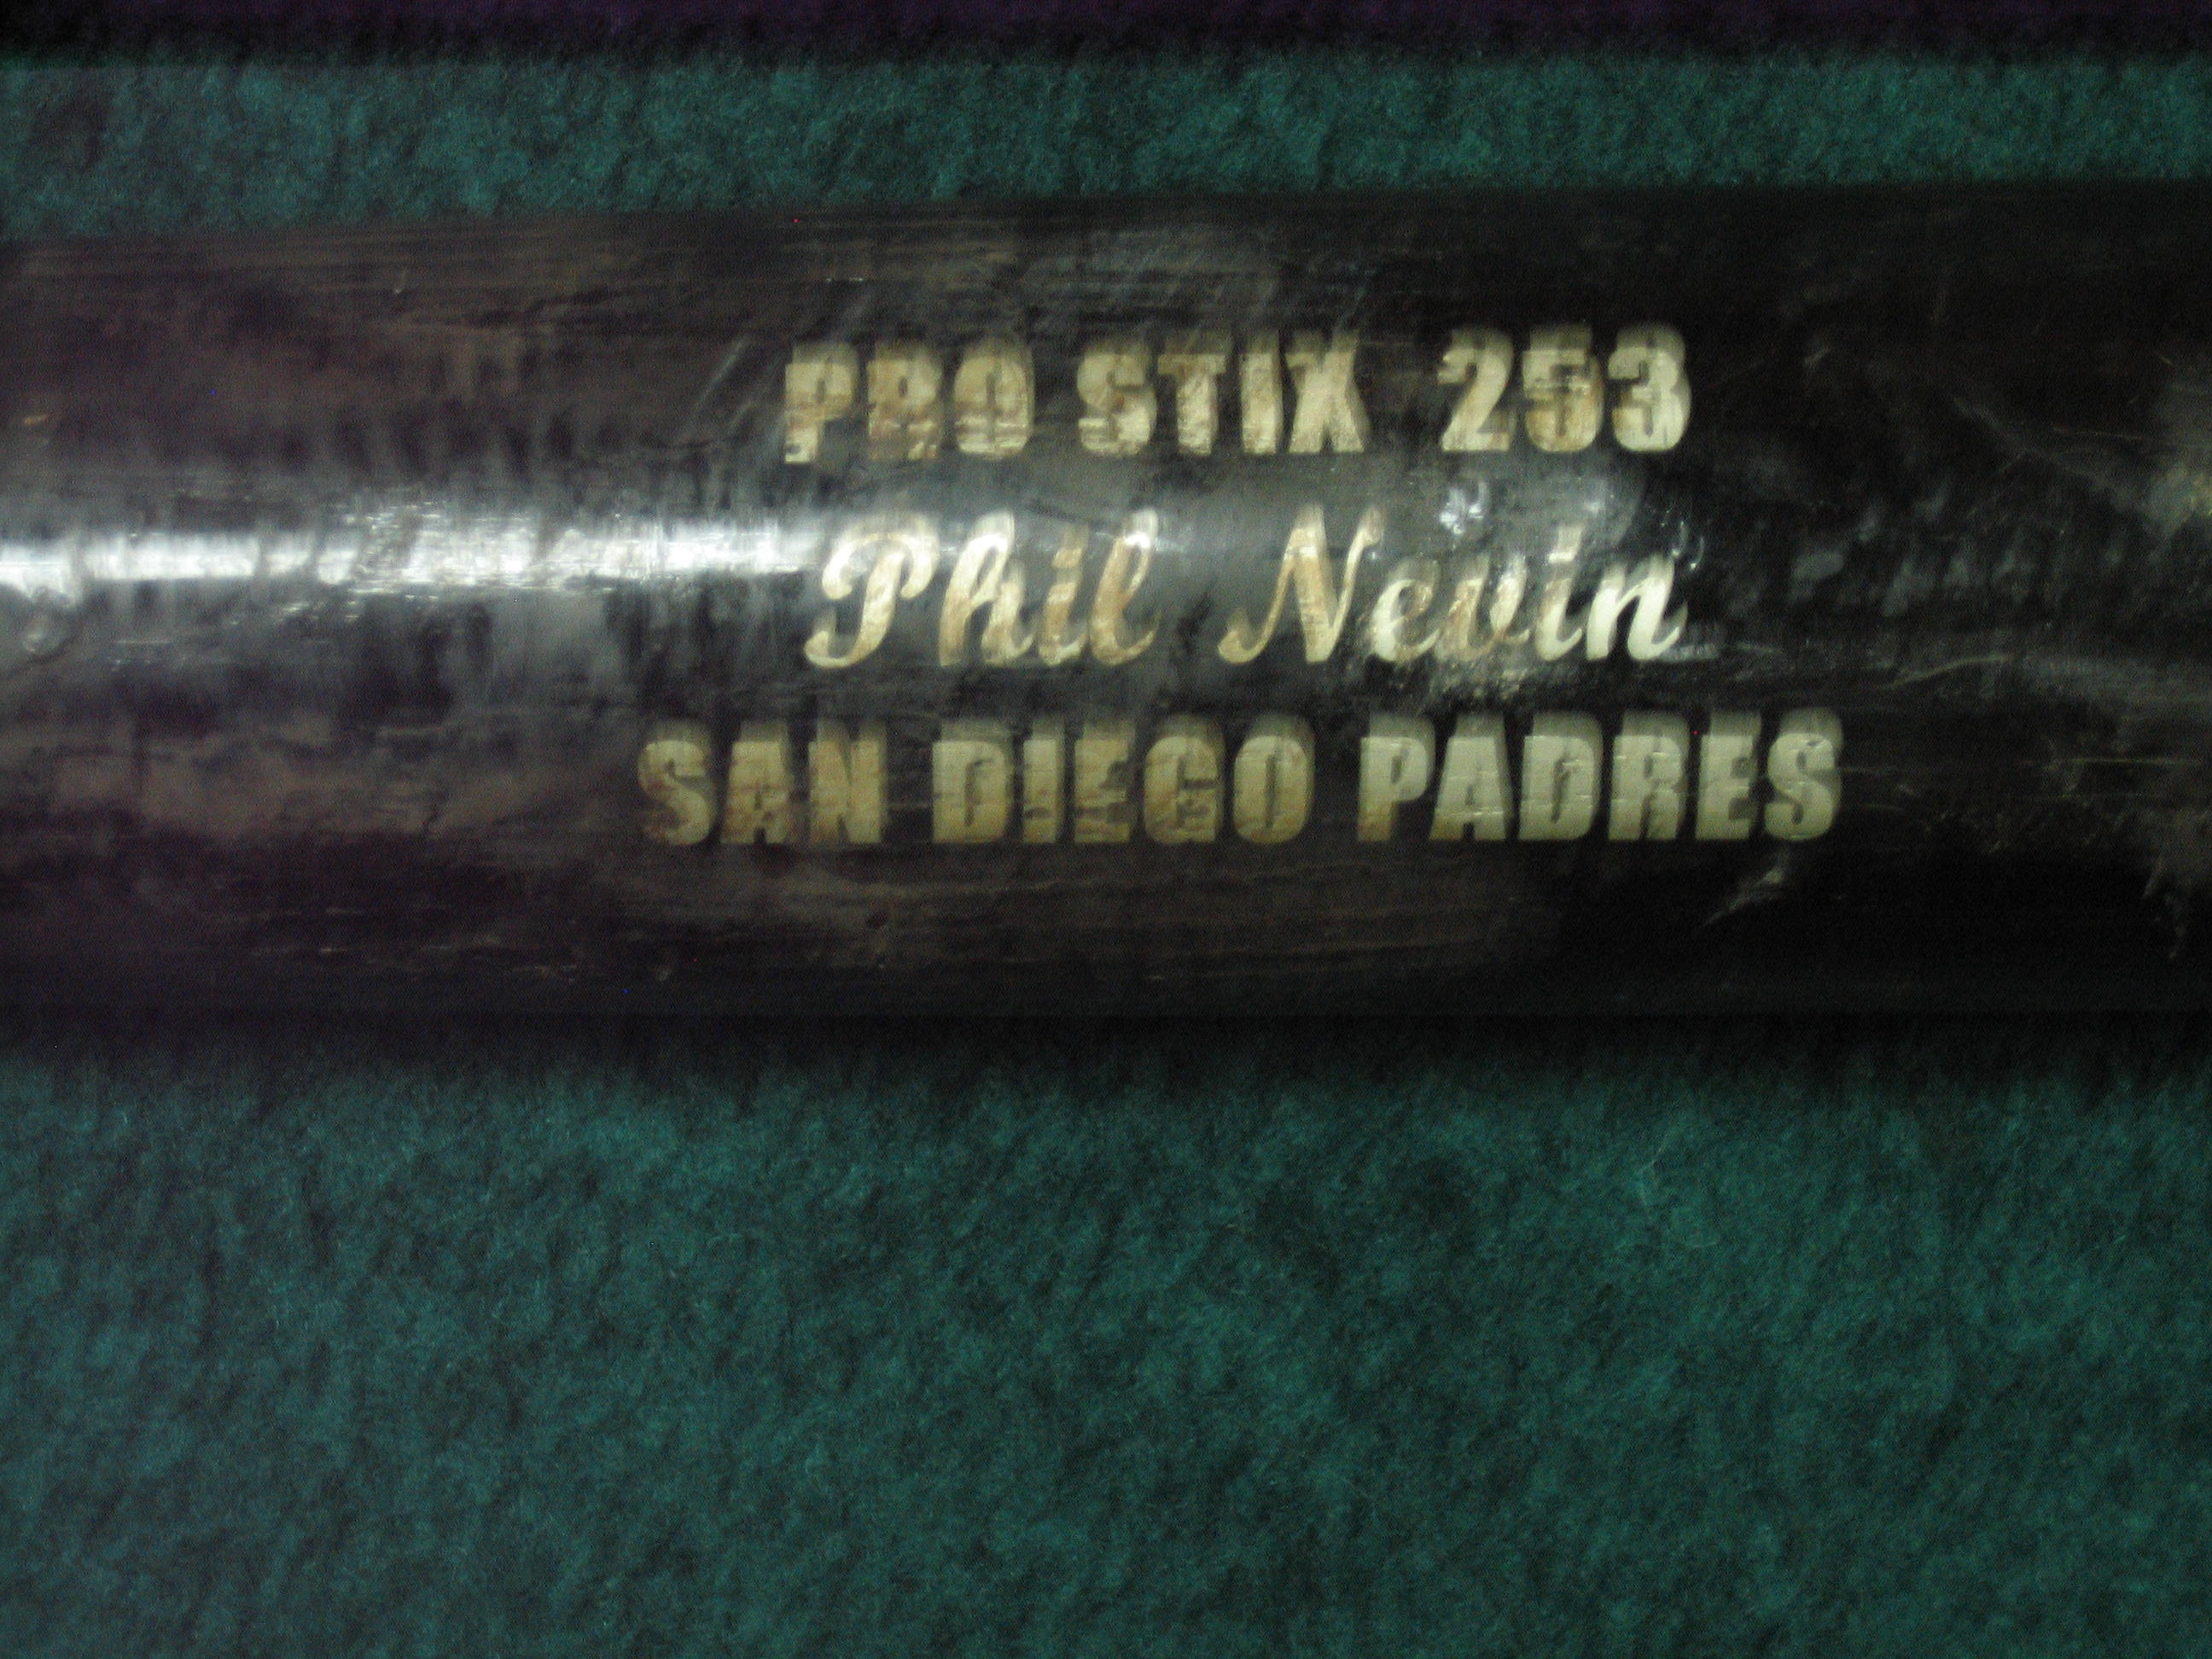 PRO STIX 253
Phil Nevin
SAN DIEGO PADRES